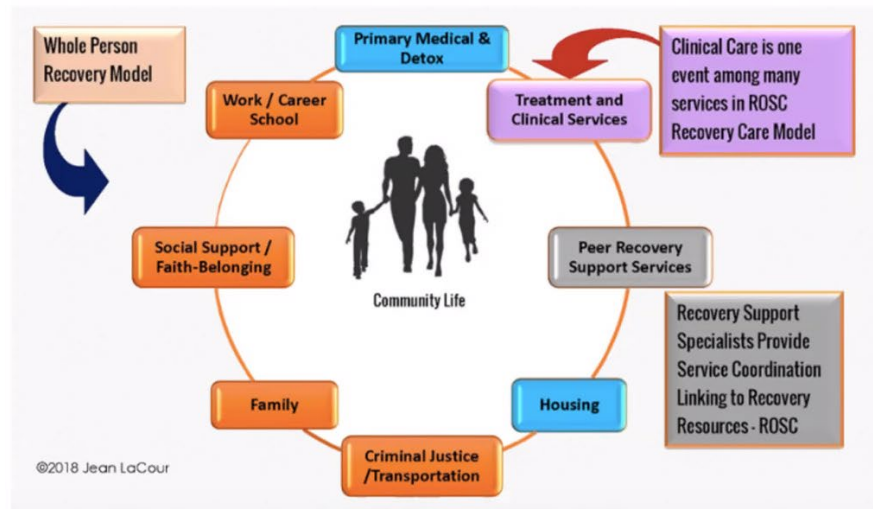 Whole Person
Recovery Model
Primary Medical &
Detox
Clinical Care is one
event among many
services in ROSC
Recovery Care Model
Work / Career
School
Treatment and
Clinical Services
Social Support /
Faith-Belonging
Peer Recovery
Support Services
Community Life
Recovery Support
Specialists Provide
Service Coordination
Linking to Recovery
Resources - ROSC
Family
Housing
Criminal Justice
/Transportation
©2018 Jean LaCour